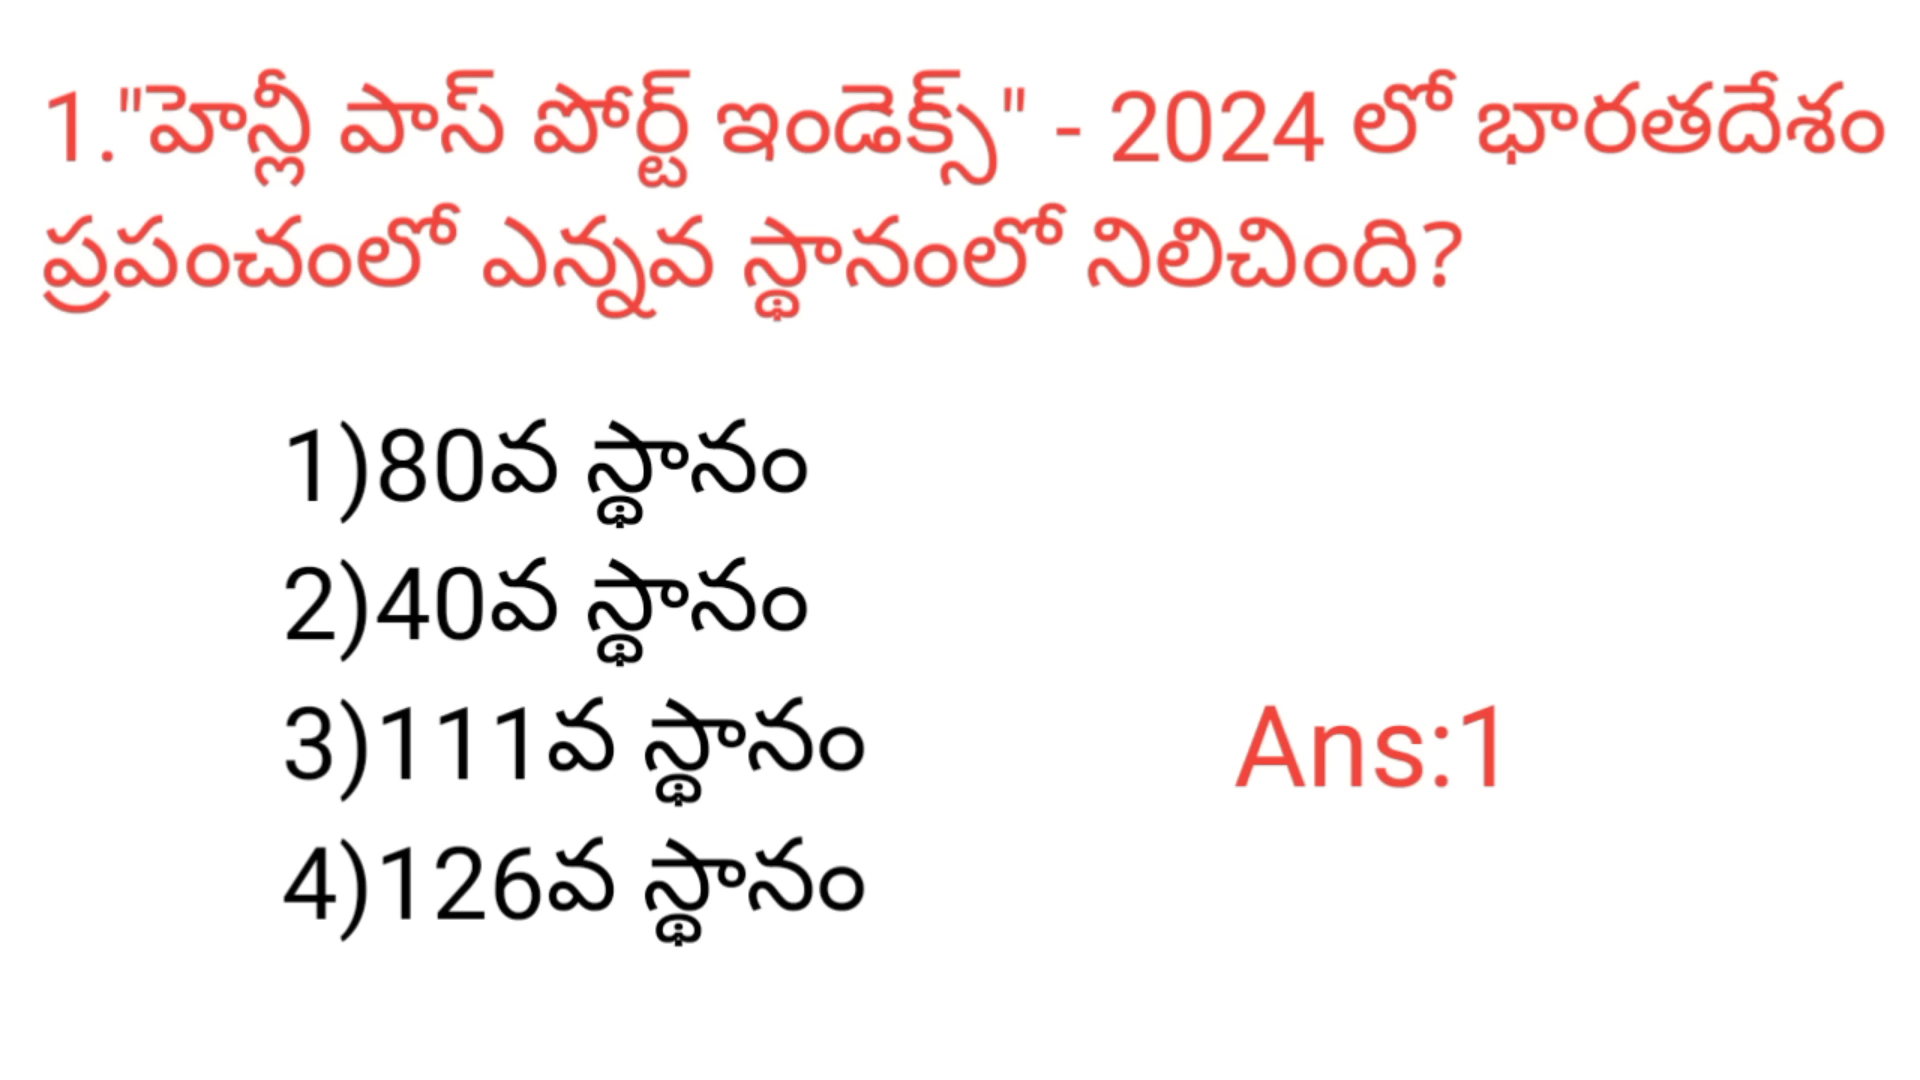 1."హెన్లీ పాస్ పోర్ట్ ఇండెక్స్" - 2024 లో భారతదేశం
ప్రపంచంలో ఎన్నవ స్థానంలో నిలిచింది?
1)80వ స్థానం
2)40వ స్థానం
3)111వ స్థానం
Ans:1
4)126వ స్థానం